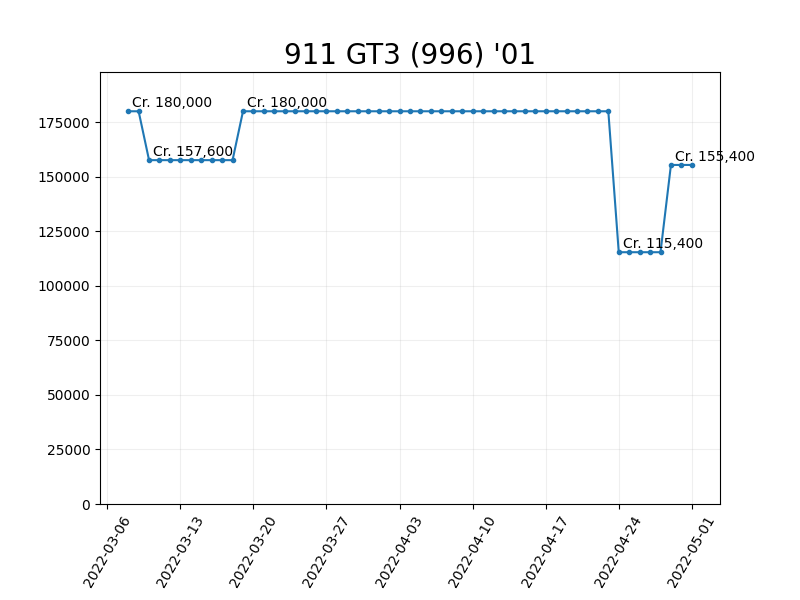 911 GT3 (996) '01
Cr. 180,000
Cr. 180,000
Cr. 157,600
Cr. 155,400
Cr. 115,400
175000
150000
125000
100000
75000
50000
25000
0
2022-03-06
2022-03-13
2022-03-20
2022-03-27
2022-04-03
2022-04-10
2022-04-17
2022-04-24
2022-05-01